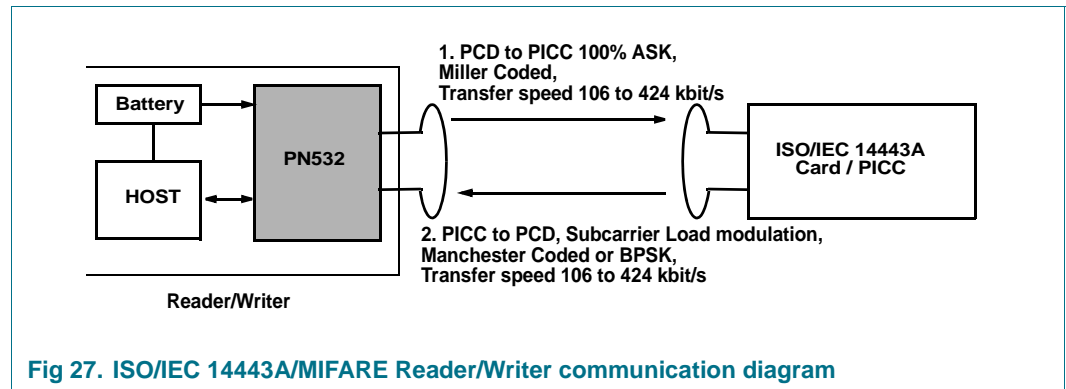 1. PCD to PICC 100% ASK,
Miller Coded,
Transfer speed 106 to 424 kbit/s
Battery
PN532
HOST
ISO/IEC 14443A
Card / PICC
2. PICC to PCD, Subcarrier Load modulation,
Manchester Coded or BPSK,
Transfer speed 106 to 424 kbit/s
Reader/Writer
Fig 27. ISO/IEC 14443A/MIFARE Reader/Writer communication diagram